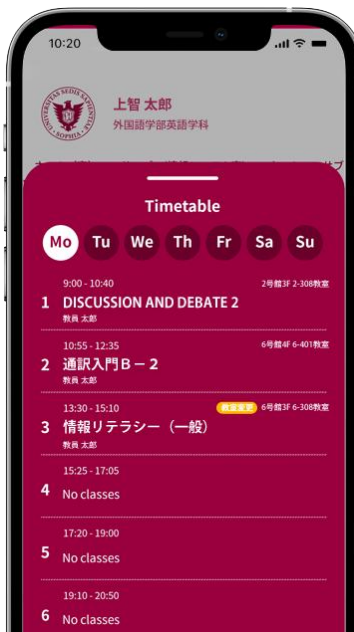 10:20
上智 太郎
外国語学部英語学科
Timetable
Mo Tu We Th Fr Sa Su
9:00 - 10:40 2号館3F 2-308教室
1 DISCUSSION AND DEBATE 2
教員 太郎
10:55 - 12:35 6号館4F 6-401教室
2 通訳入門B－2
教員 太郎
13:30 - 15:10 教室変更 6号館3F 6-308教室
3 情報リテラシー（一般）
教員 太郎
15:25 - 17:05
4 No classes
17:20 - 19:00
5 No classes
19:10 - 20:50
6 No classes